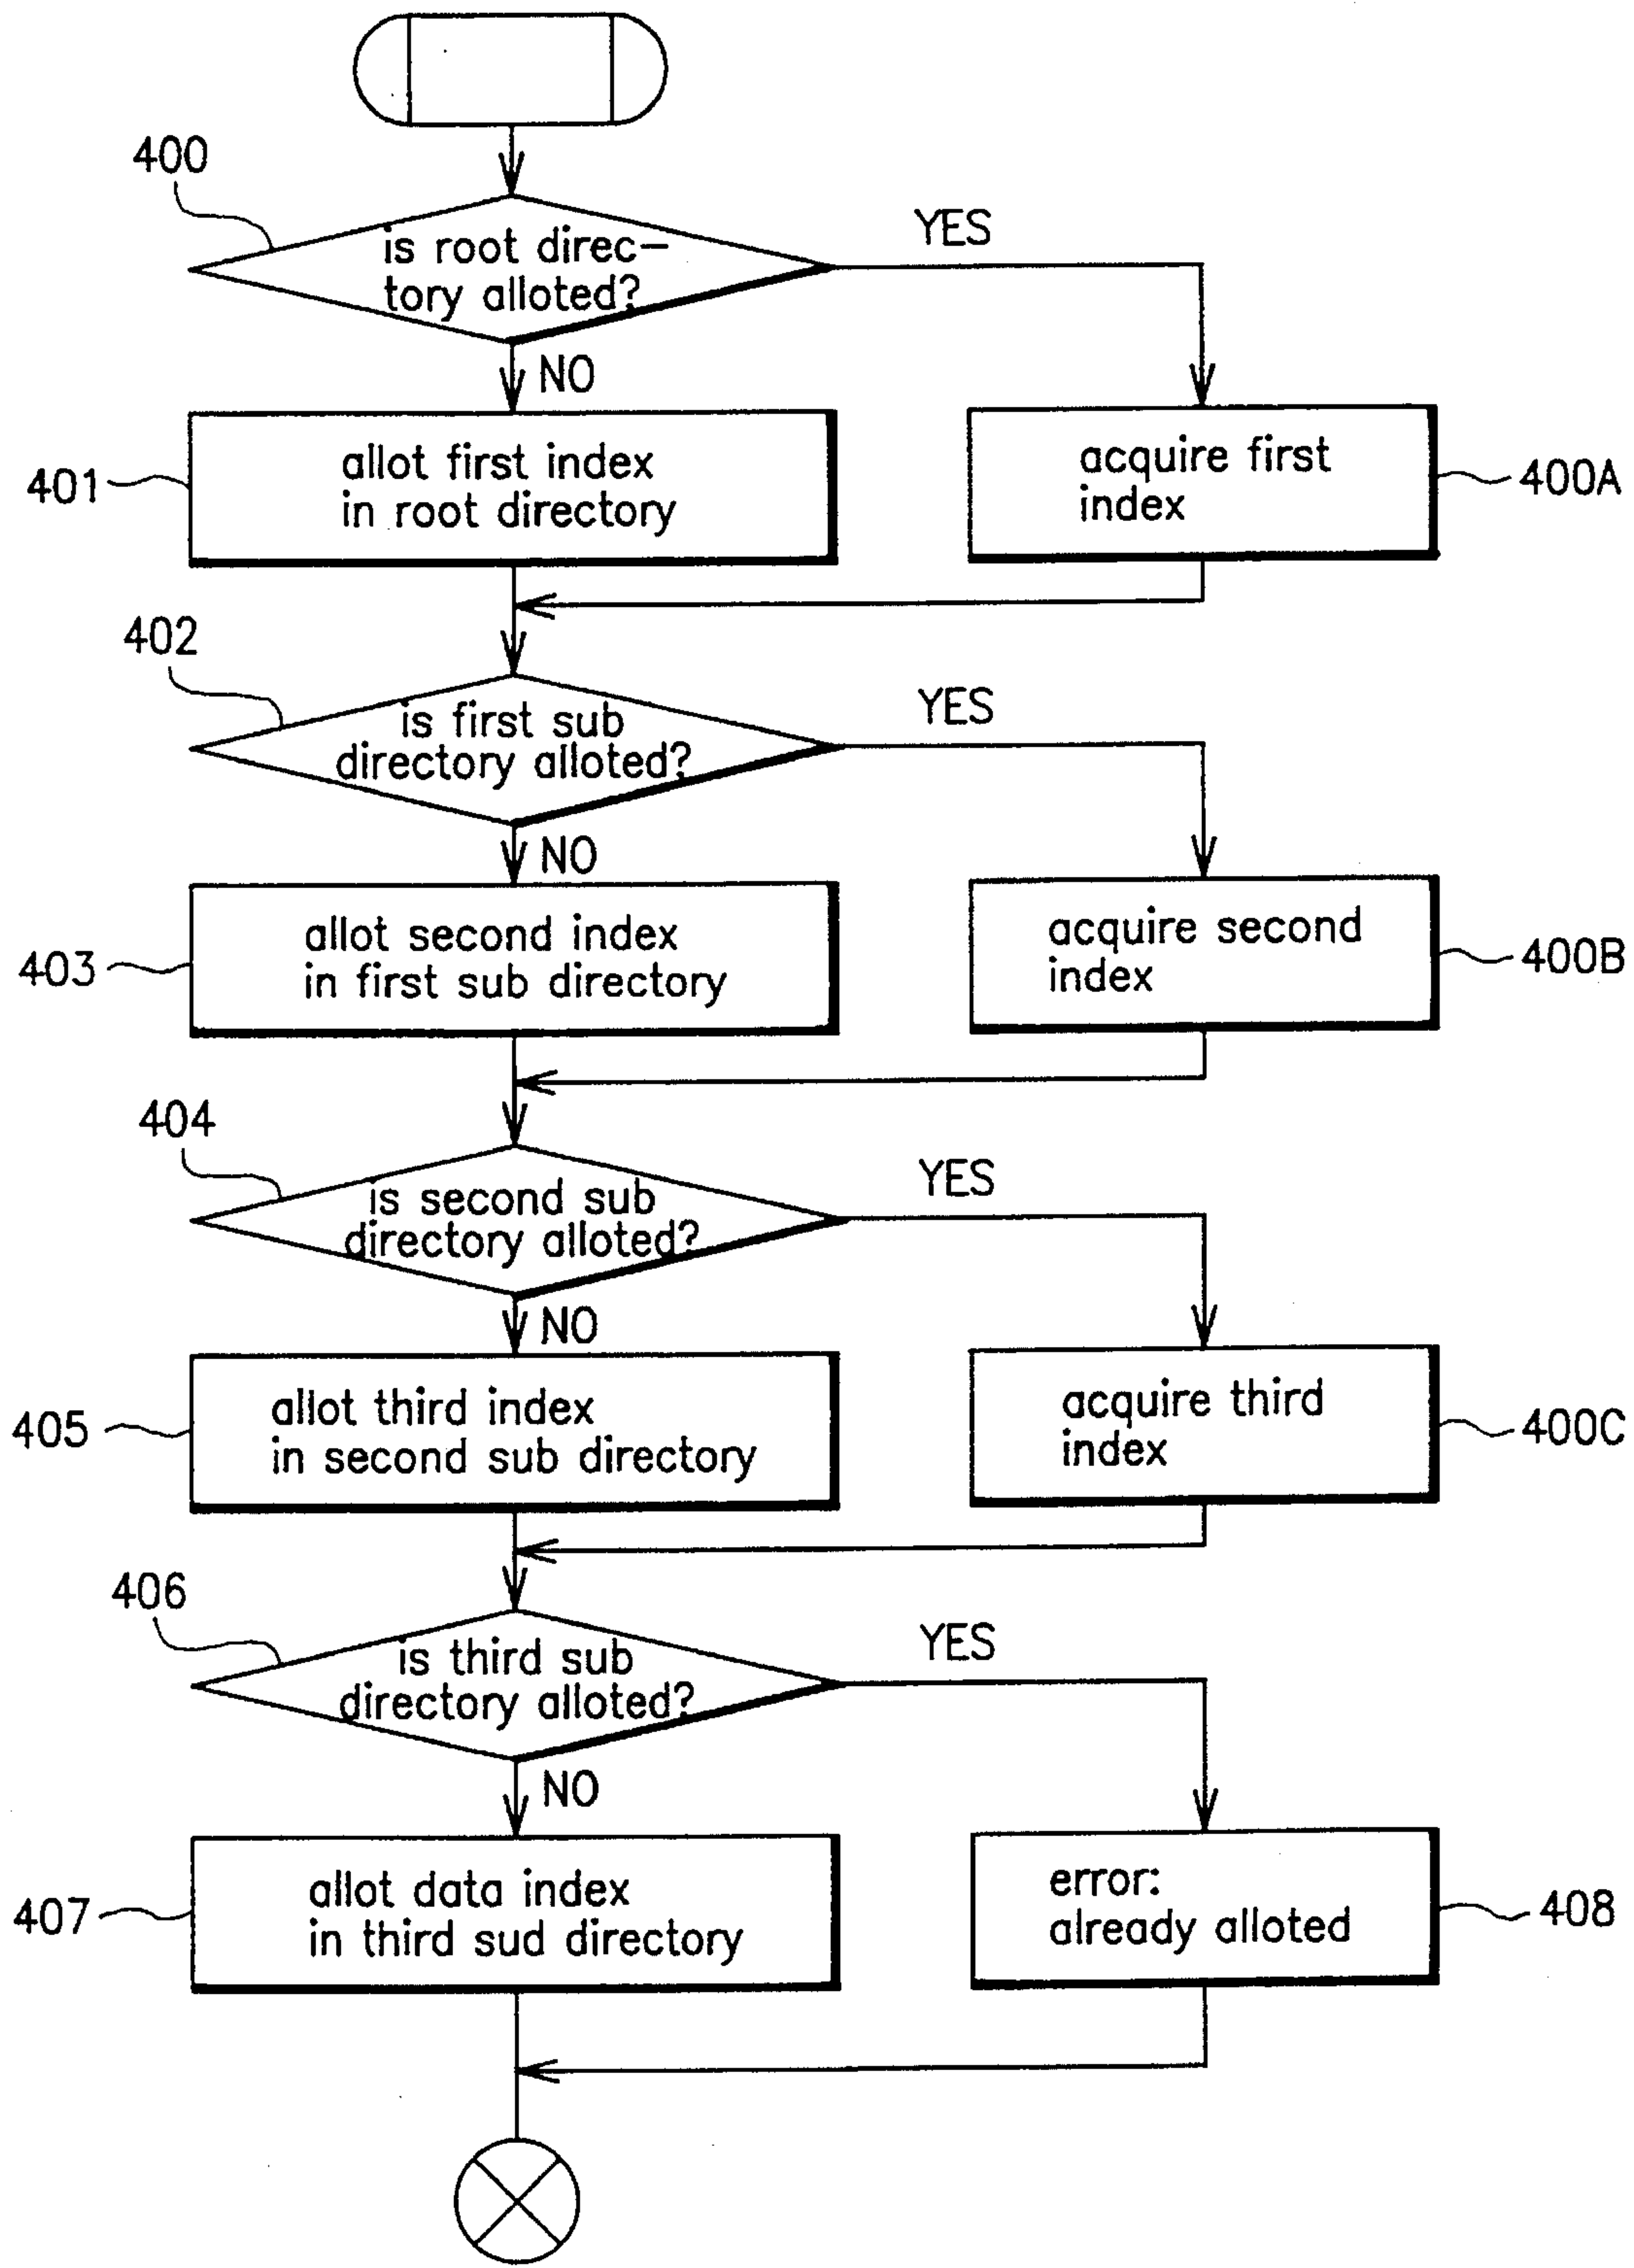 400
is root direc-
tory alloted?
YES
NO
401
allot first index
in root directory
acquire first
index
400A
402
is first sub
directory alloted?
YES
NO
403
allot second index
in first sub directory
acquire second
index
400B
404
is second sub
directory alloted?
YES
NO
405
allot third index
in second sub directory
acquire third
index
400C
406
is third sub
directory alloted?
YES
NO
407
allot data index
in third sud directory
error:
already alloted
408